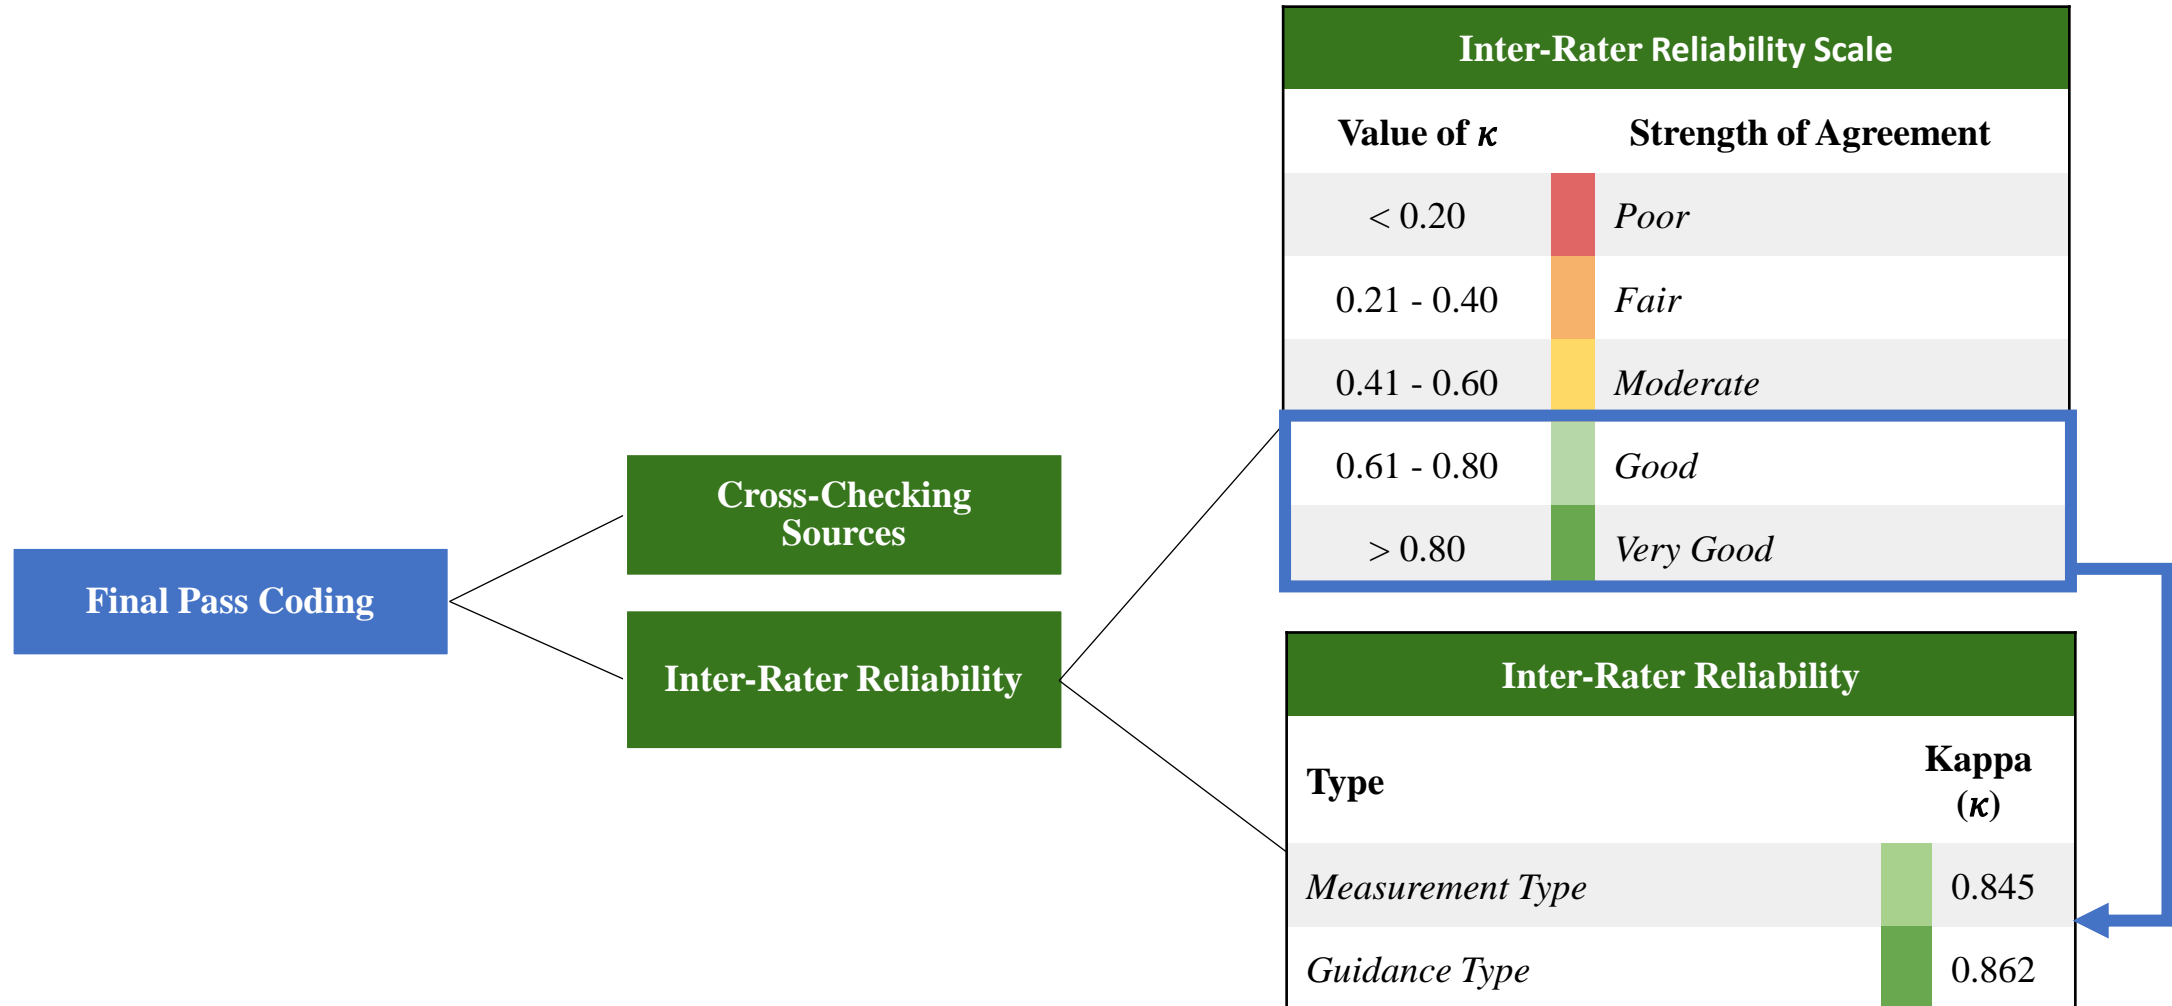 Final Pass Coding
Cross-Checking
Sources
Inter-Rater Reliability
Inter-Rater Reliability Scale
Value of κ Strength of Agreement
< 0.20 Poor
0.21 - 0.40 Fair
0.41 - 0.60 Moderate
0.61 - 0.80 Good
> 0.80 Very Good
Inter-Rater Reliability
Type Kappa
(κ)
Measurement Type 0.845
Guidance Type 0.862